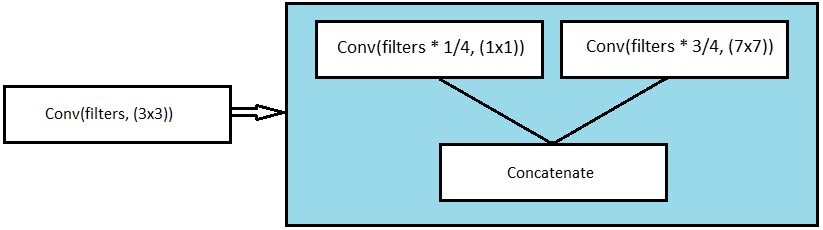 Conv(filters * 1/4, (1x1))
Conv(filters * 3/4, (7x7))
Conv(filters, (3x3))
Concatenate